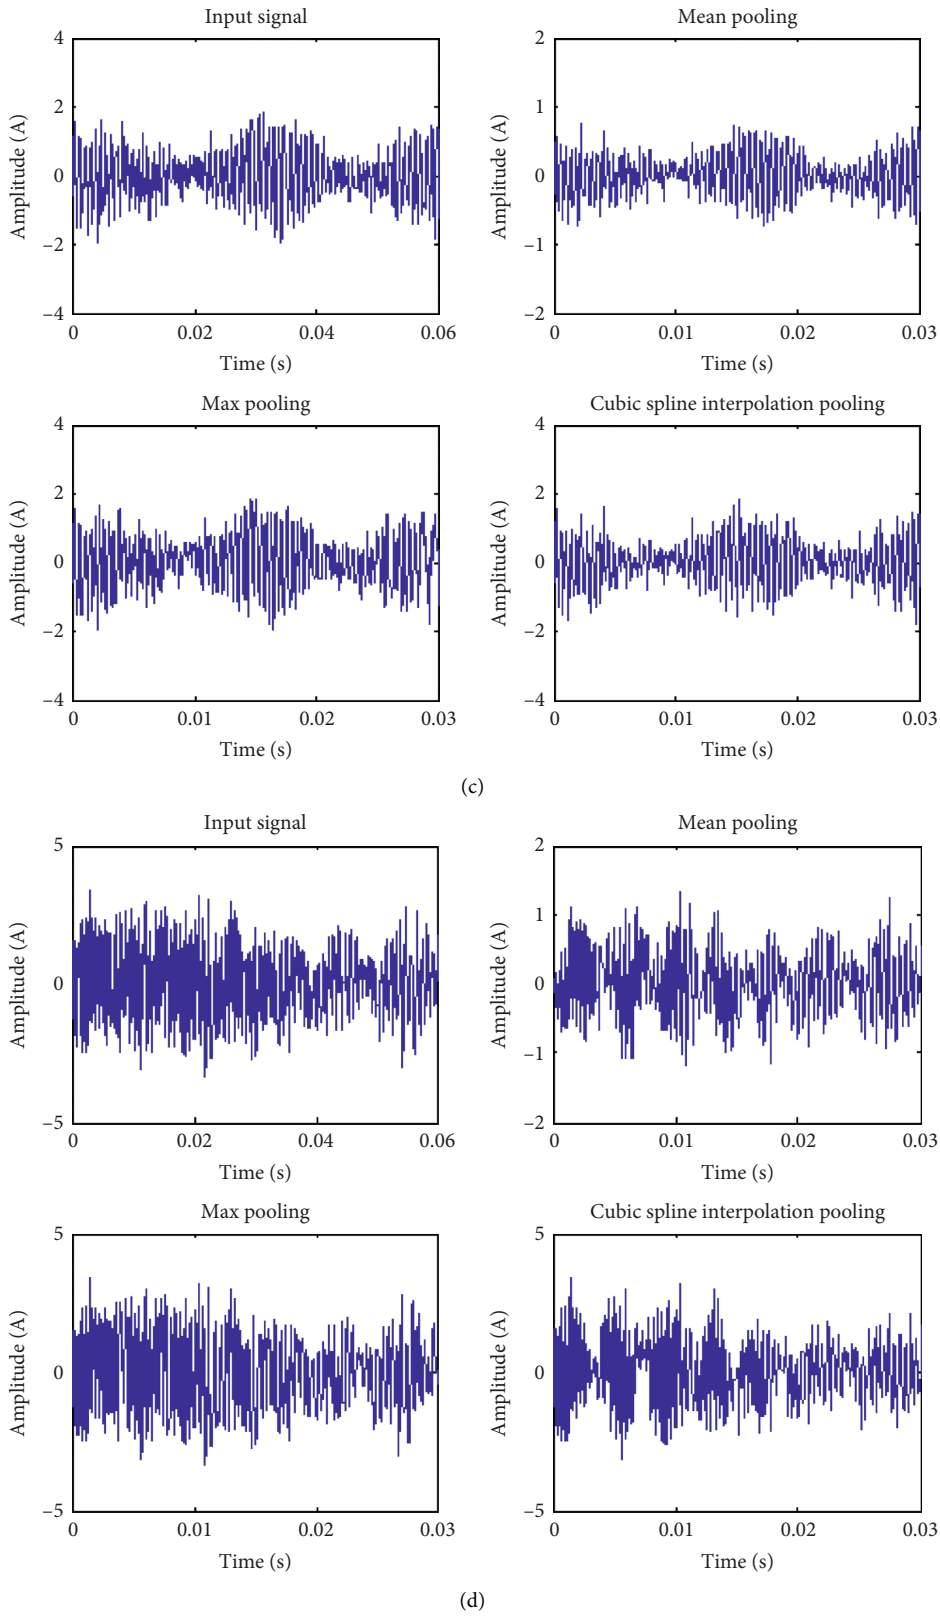 Input signal
Mean pooling
4
2
0
–2
–4
Amplitude (A)
0
0.02
0.04
0.06
Time (s)
2
1
0
–1
–2
Amplitude (A)
0
0.01
0.02
0.03
Time (s)
Max pooling
Cubic spline interpolation pooling
4
2
0
–2
–4
Amplitude (A)
0
0.01
0.02
0.03
Time (s)
4
2
0
–2
–4
Amplitude (A)
0
0.01
0.02
0.03
Time (s)
(c)
Input signal
Mean pooling
5
0
–5
Amplitude (A)
0
0.02
0.04
0.06
Time (s)
2
1
0
–1
–2
Amplitude (A)
0
0.01
0.02
0.03
Time (s)
Max pooling
Cubic spline interpolation pooling
5
0
–5
Amplitude (A)
0
0.01
0.02
0.03
Time (s)
5
0
–5
Amplitude (A)
0
0.01
0.02
0.03
Time (s)
(d)